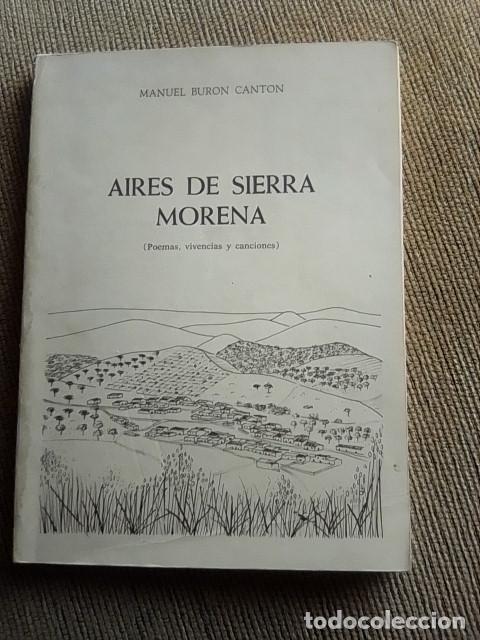 MANUEL BURON CANTON
AIRES DE SIERRA
MORENA
(Poemas, vivencias y canciones)
todocoleccion